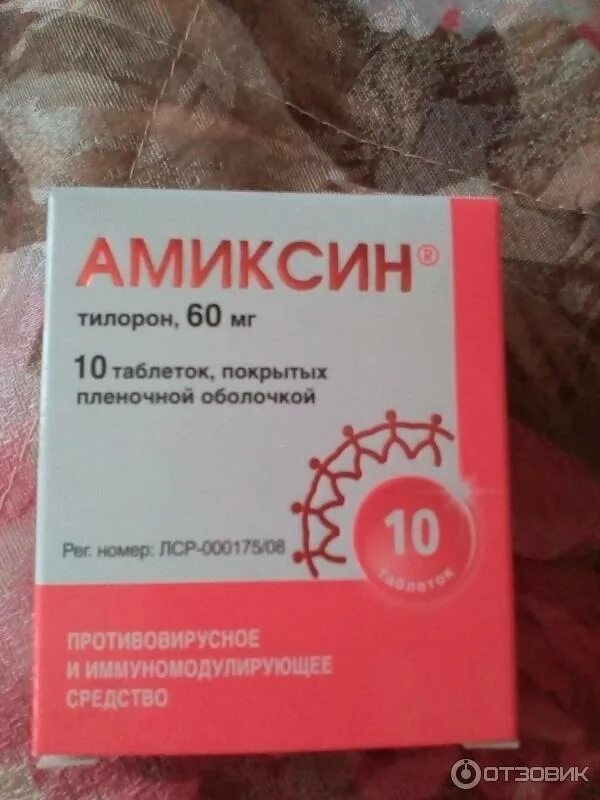 АМИКСИН®
тилорон, 60 мг
10 таблеток, покрытых
пленочной оболочкой
10
таблеток
Рег. номер: ЛСР-000175/08
ПРОТИВОВИРУСНОЕ
И ИММУНОМОДУЛИРУЮЩЕЕ
СРЕДСТВО
ОТЗОВИК